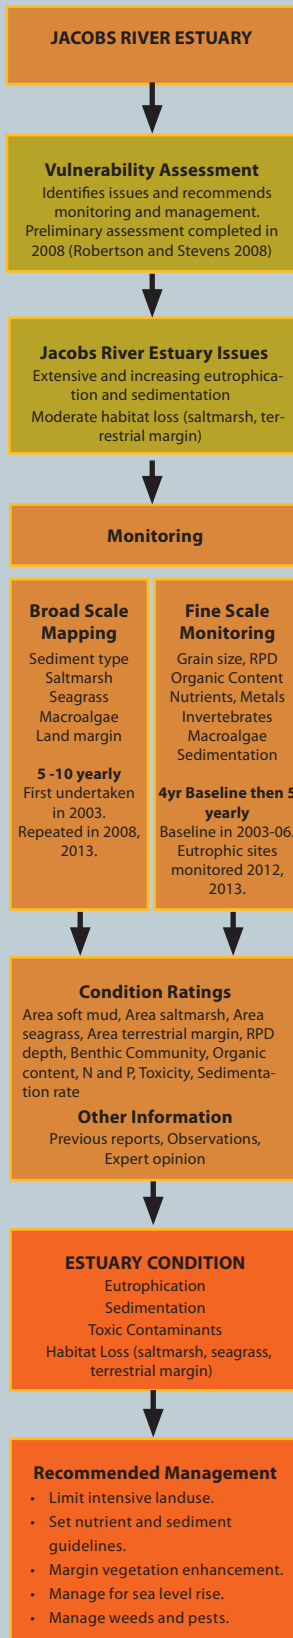 JACOBS RIVER ESTUARY
Vulnerability Assessment
Identifies issues and recommends
monitoring and management.
Preliminary assessment completed in
2008 (Robertson and Stevens 2008)
Jacobs River Estuary Issues
Extensive and increasing eutrophica-
tion and sedimentation
Moderate habitat loss (saltmarsh, ter-
restrial margin)
Monitoring
Broad Scale
Mapping
Sediment type
Saltmarsh
Seagrass
Macroalgae
Land margin
5 -10 yearly
First undertaken
in 2003.
Repeated in 2008,
2013.
Fine Scale
Monitoring
Grain size, RPD
Organic Content
Nutrients, Metals
Invertebrates
Macroalgae
Sedimentation
4yr Baseline then 5
yearly
Baseline in 2003-06.
Eutrophic sites
monitored 2012,
2013.
Condition Ratings
Area soft mud, Area saltmarsh, Area
seagrass, Area terrestrial margin, RPD
depth, Benthic Community, Organic
content, N and P, Toxicity, Sedimenta-
tion rate
Other Information
Previous reports, Observations,
Expert opinion
ESTUARY CONDITION
Eutrophication
Sedimentation
Toxic Contaminants
Habitat Loss (saltmarsh, seagrass,
terrestrial margin)
Recommended Management
• Limit intensive landuse.
• Set nutrient and sediment
guidelines.
• Margin vegetation enhancement.
• Manage for sea level rise.
• Manage weeds and pests.